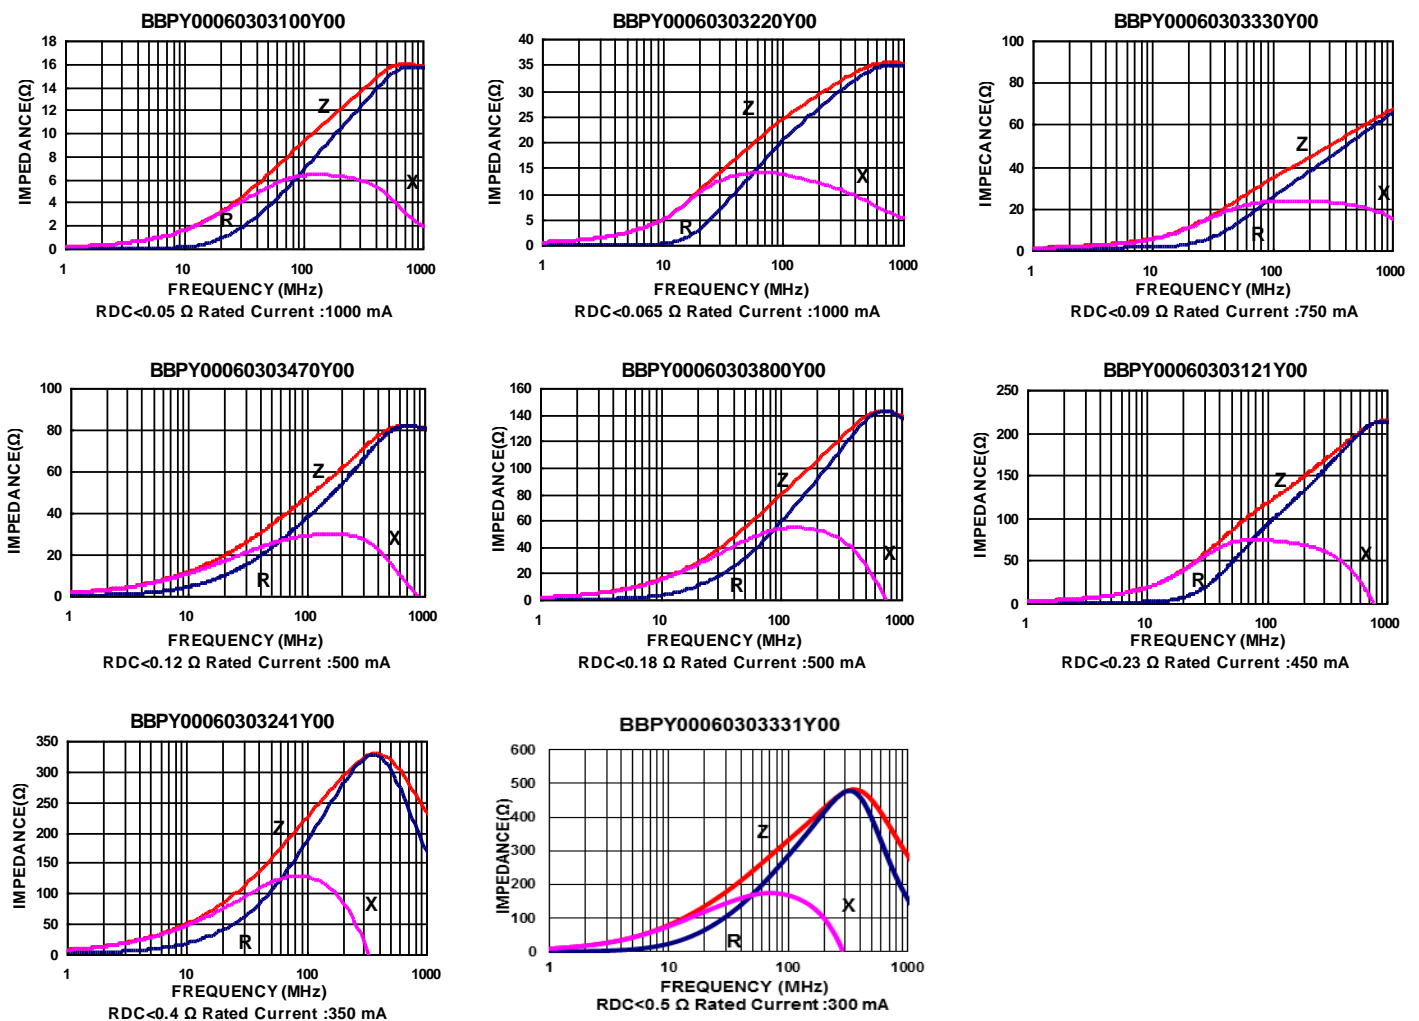 BBPY00060303100Y00
IMPEDANCE(Ω)
18
16
14
12
10
8
6
4
2
0
Z
X
R
1 10 100 1000
FREQUENCY (MHz)
RDC<0.05 Ω Rated Current :1000 mA
BBPY00060303220Y00
IMPEDANCE(Ω)
40
35
30
25
20
15
10
5
0
Z
X
R
1 10 100 1000
FREQUENCY (MHz)
RDC<0.065 Ω Rated Current :1000 mA
BBPY00060303330Y00
IMPECANCE(Ω)
100
80
60
40
20
0
Z
X
R
1 10 100 1000
FREQUENCY (MHz)
RDC<0.09 Ω Rated Current :750 mA
BBPY00060303470Y00
IMPEDANCE(Ω)
100
80
60
40
20
0
Z
X
R
1 10 100 1000
FREQUENCY (MHz)
RDC<0.12 Ω Rated Current :500 mA
BBPY00060303800Y00
IMPEDANCE(Ω)
160
140
120
100
80
60
40
20
0
Z
X
R
1 10 100 1000
FREQUENCY (MHz)
RDC<0.18 Ω Rated Current :500 mA
BBPY00060303121Y00
IMPEDANCE(Ω)
250
200
150
100
50
0
Z
X
R
1 10 100 1000
FREQUENCY (MHz)
RDC<0.23 Ω Rated Current :450 mA
BBPY00060303241Y00
IMPEDANCE(Ω)
350
300
250
200
150
100
50
0
Z
X
R
1 10 100 1000
FREQUENCY (MHz)
RDC<0.4 Ω Rated Current :350 mA
BBPY00060303331Y00
IMPEDANCE(Ω)
600
500
400
300
200
100
0
Z
X
R
1 10 100 1000
FREQUENCY (MHz)
RDC<0.5 Ω Rated Current :300 mA